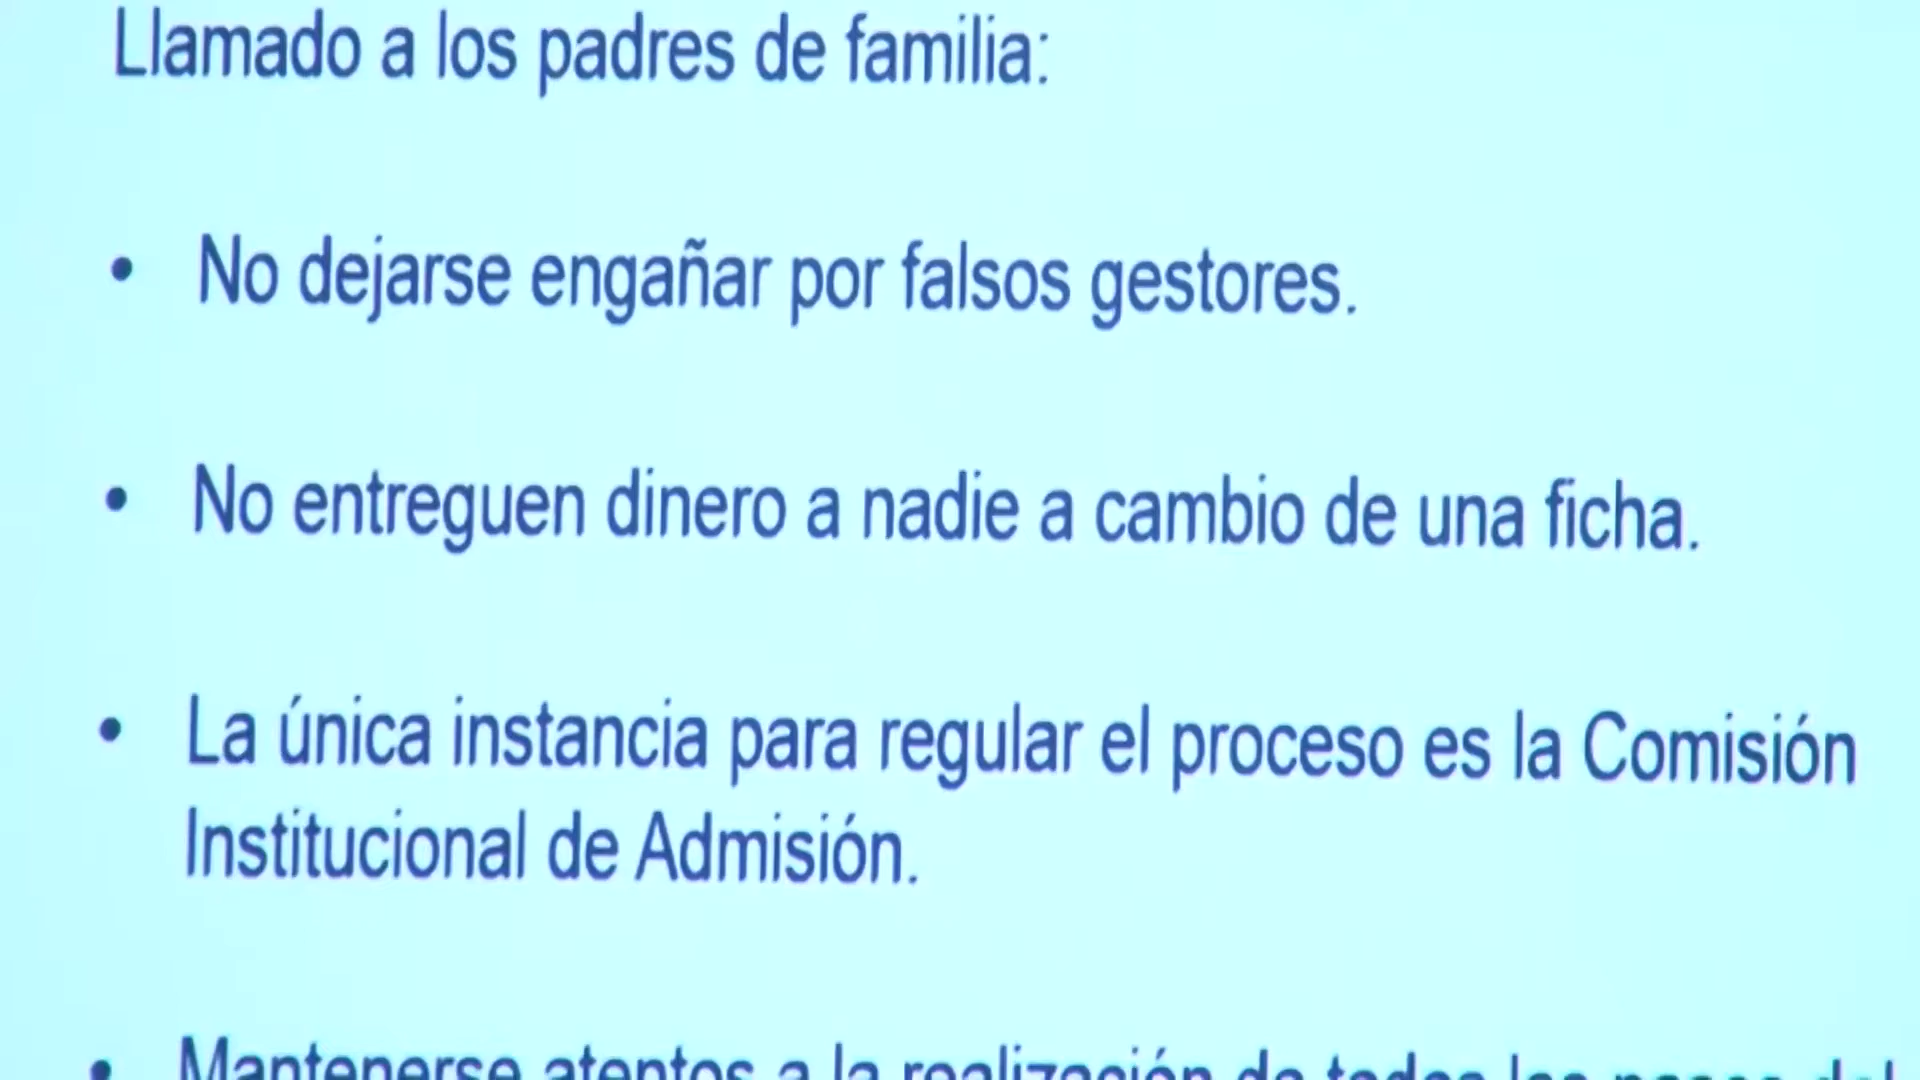 Llamado a los padres de familia:
• No dejarse engañar por falsos gestores.
• No entreguen dinero a nadie a cambio de una ficha.
• La única instancia para regular el proceso es la Comisión
Institucional de Admisión.
• Mantenerse atentos a la realización de todos los pasos del